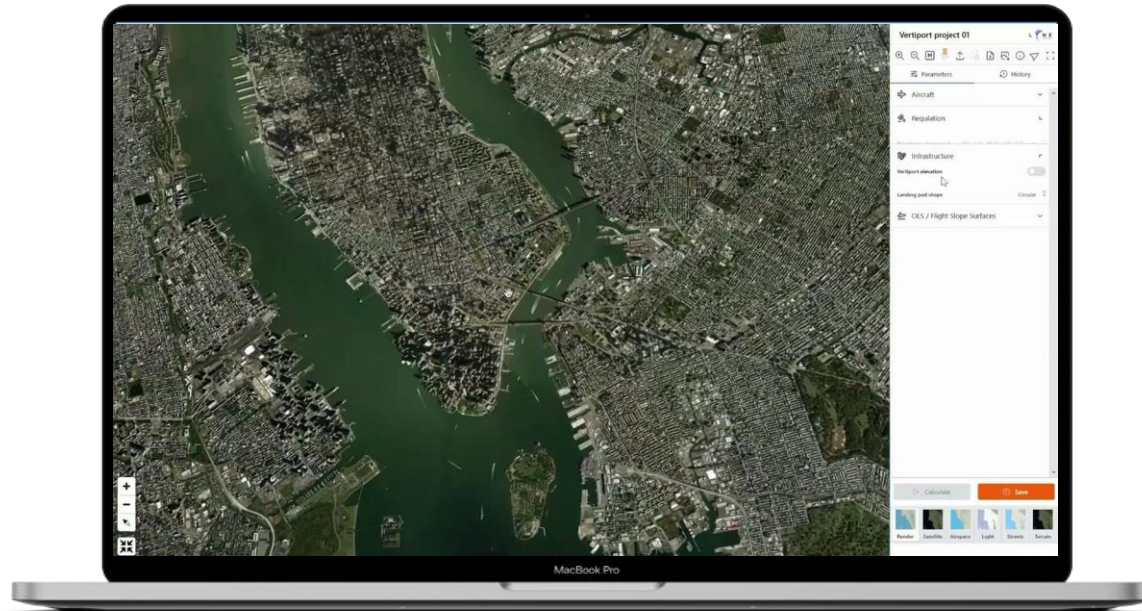 Vertiport project 01
Parameters
History
Aircraft
Regulation
Infrastructure
Vertiport elevation
Landing pad shape
Circular
OLS / Flight Slope Surfaces
Calculate
Save
Render
Satellite
Airspace
Light
Streets
Terrain
MacBook Pro